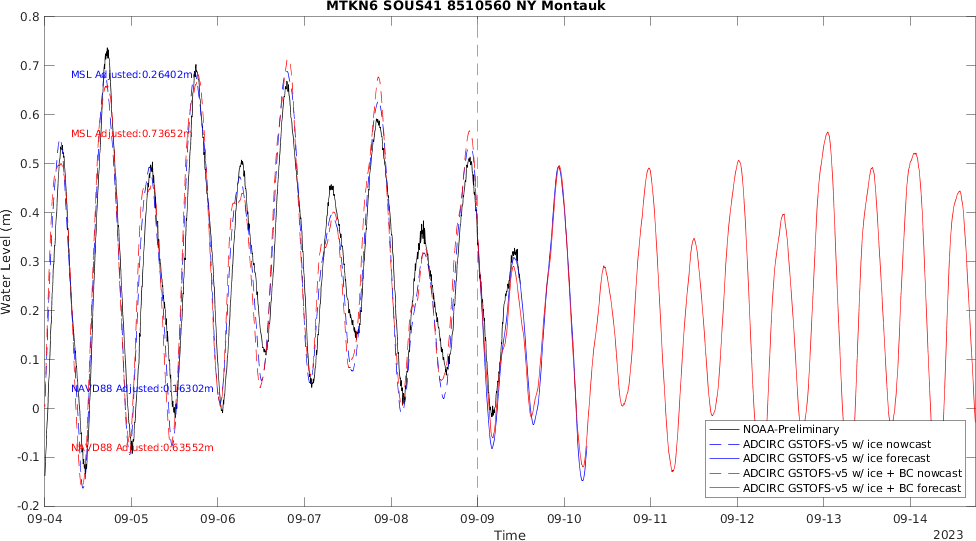 MTKN6 SOUS41 8510560 NY Montauk
0.8
0.7
0.6
0.5
0.4
0.3
0.2
0.1
0
-0.1
-0.2
Water Level (m)
MSL Adjusted:0.26402m
MSL Adjusted:0.73652m
NAVD88 Adjusted:0.16302m
NAVD88 Adjusted:0.63552m
NOAA-Preliminary
ADCIRC GSTOFS-v5 w/ ice nowcast
ADCIRC GSTOFS-v5 w/ ice forecast
ADCIRC GSTOFS-v5 w/ ice + BC nowcast
ADCIRC GSTOFS-v5 w/ ice + BC forecast
09-04 09-05 09-06 09-07 09-08 09-09 09-10 09-11 09-12 09-13 09-14
Time
2023